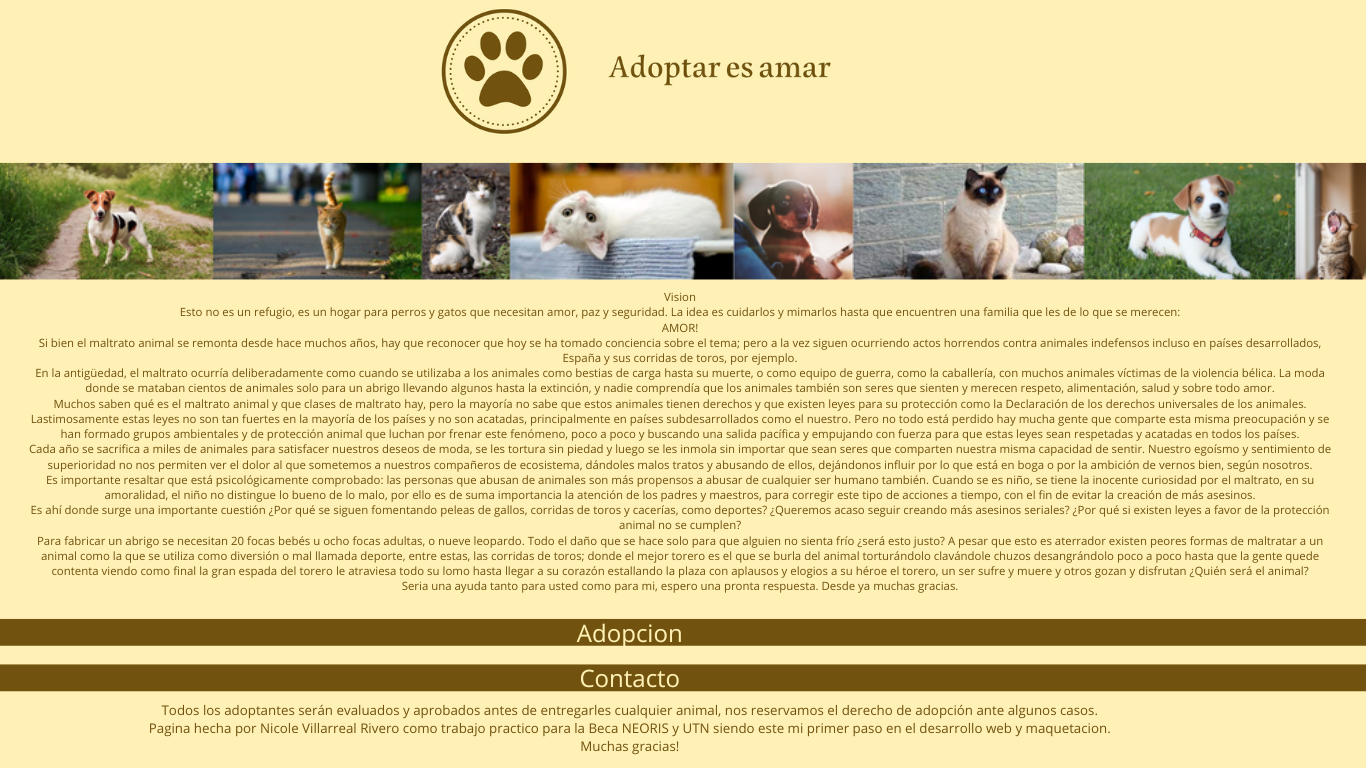 Adoptar es amar
Vision
Esto no es un refugio, es un hogar para perros y gatos que necesitan amor, paz y seguridad. La idea es cuidarlos y mimarlos hasta que encuentren una familia que les de lo que se merecen:
AMOR!
Si bien el maltrato animal se remonta desde hace muchos años, hay que reconocer que hoy se ha tomado conciencia sobre el tema; pero a la vez siguen ocurriendo actos horrendos contra animales indefensos incluso en países desarrollados,
España y sus corridas de toros, por ejemplo.
En la antigüedad, el maltrato ocurría deliberadamente como cuando se utilizaba a los animales como bestias de carga hasta su muerte, o como equipo de guerra, como la caballería, con muchos animales víctimas de la violencia bélica. La moda
donde se mataban cientos de animales solo para un abrigo llevando algunos hasta la extinción, y nadie comprendía que los animales también son seres que sienten y merecen respeto, alimentación, salud y sobre todo amor.
Muchos saben qué es el maltrato animal y que clases de maltrato hay, pero la mayoría no sabe que estos animales tienen derechos y que existen leyes para su protección como la Declaración de los derechos universales de los animales.
Lastimosamente estas leyes no son tan fuertes en la mayoría de los países y no son acatadas, principalmente en países subdesarrollados como el nuestro. Pero no todo está perdido hay mucha gente que comparte esta misma preocupación y se
han formado grupos ambientales y de protección animal que luchan por frenar este fenómeno, poco a poco y buscando una salida pacífica y empujando con fuerza para que estas leyes sean respetadas y acatadas en todos los países.
Cada año se sacrifica a miles de animales para satisfacer nuestros deseos de moda, se les tortura sin piedad y luego se les inmola sin importar que sean seres que comparten nuestra misma capacidad de sentir. Nuestro egoísmo y sentimiento de
superioridad no nos permiten ver el dolor al que sometemos a nuestros compañeros de ecosistema, dándoles malos tratos y abusando de ellos, dejándonos influir por lo que está en boga o por la ambición de vernos bien, según nosotros.
Es importante resaltar que está psicológicamente comprobado: las personas que abusan de animales son más propensos a abusar de cualquier ser humano también. Cuando se es niño, se tiene la inocente curiosidad por el maltrato, en su
amoralidad, el niño no distingue lo bueno de lo malo, por ello es de suma importancia la atención de los padres y maestros, para corregir este tipo de acciones a tiempo, con el fin de evitar la creación de más asesinos.
Es ahí donde surge una importante cuestión ¿Por qué se siguen fomentando peleas de gallos, corridas de toros y cacerías, como deportes? ¿Queremos acaso seguir creando más asesinos seriales? ¿Por qué si existen leyes a favor de la protección
animal no se cumplen?
Para fabricar un abrigo se necesitan 20 focas bebés u ocho focas adultas, o nueve leopardo. Todo el daño que se hace solo para que alguien no sienta frío ¿será esto justo? A pesar que esto es aterrador existen peores formas de maltratar a un
animal como la que se utiliza como diversión o mal llamada deporte, entre estas, las corridas de toros; donde el mejor torero es el que se burla del animal torturándolo clavándole chuzos desangrándolo poco a poco hasta que la gente quede
contenta viendo como final la gran espada del torero le atraviesa todo su lomo hasta llegar a su corazón estallando la plaza con aplausos y elogios a su héroe el torero, un ser sufre y muere y otros gozan y disfrutan ¿Quién será el animal?
Seria una ayuda tanto para usted como para mi, espero una pronta respuesta. Desde ya muchas gracias.
Adopcion
Contacto
Todos los adoptantes serán evaluados y aprobados antes de entregarles cualquier animal, nos reservamos el derecho de adopción ante algunos casos.
Pagina hecha por Nicole Villarreal Rivero como trabajo practico para la Beca NEORIS y UTN siendo este mi primer paso en el desarrollo web y maquetacion.
Muchas gracias!